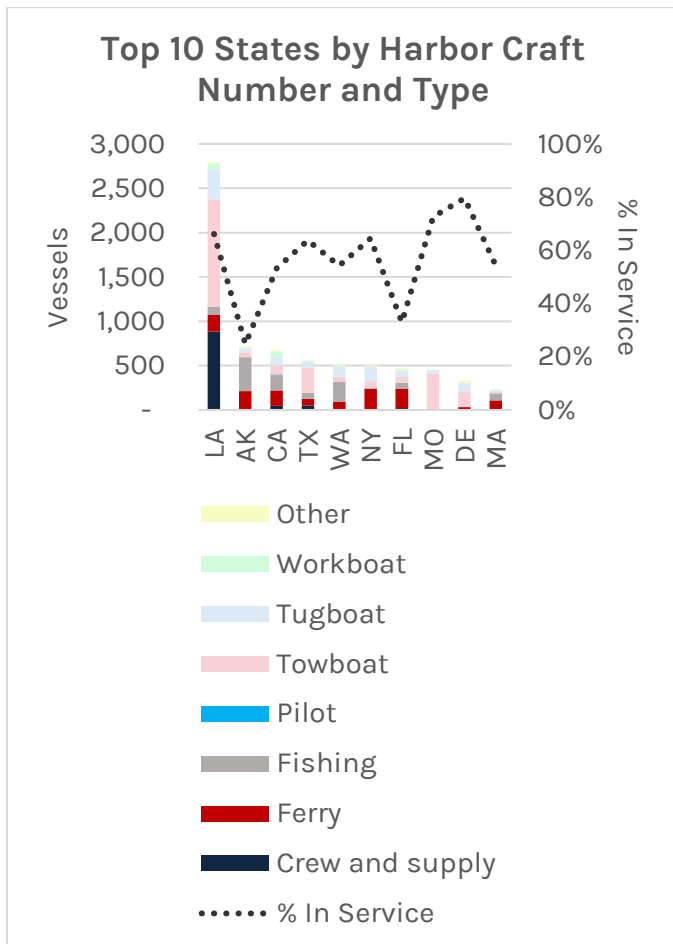 Top 10 States by Harbor Craft
Number and Type
3,000
2,500
2,000
1,500
1,000
500
-
Vessels
100%
80%
60%
40%
20%
0%
% In Service
LA
AK
CA
TX
WA
NY
FL
MO
DE
MA
Other
Workboat
Tugboat
Towboat
Pilot
Fishing
Ferry
Crew and supply
% In Service